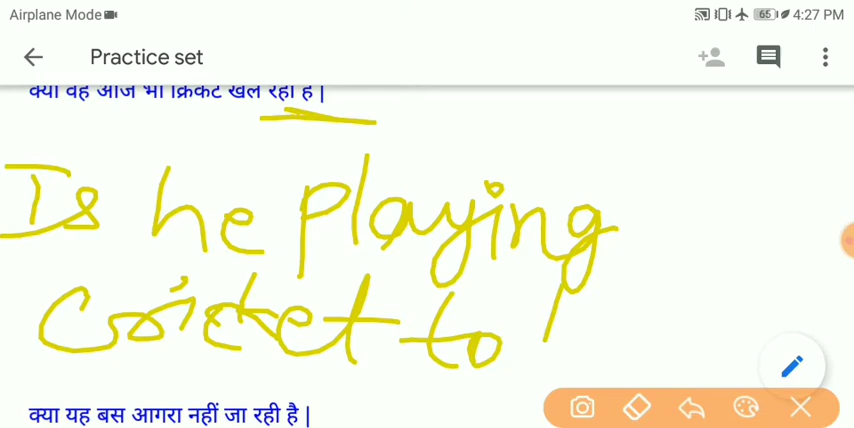 Airplane Mode
65 4:27 PM
Practice set
क्या वह आज भी क्रिकेट खेल रहा है |
Is he playing
Cricket to
क्या यह बस आगरा नहीं जा रही है |